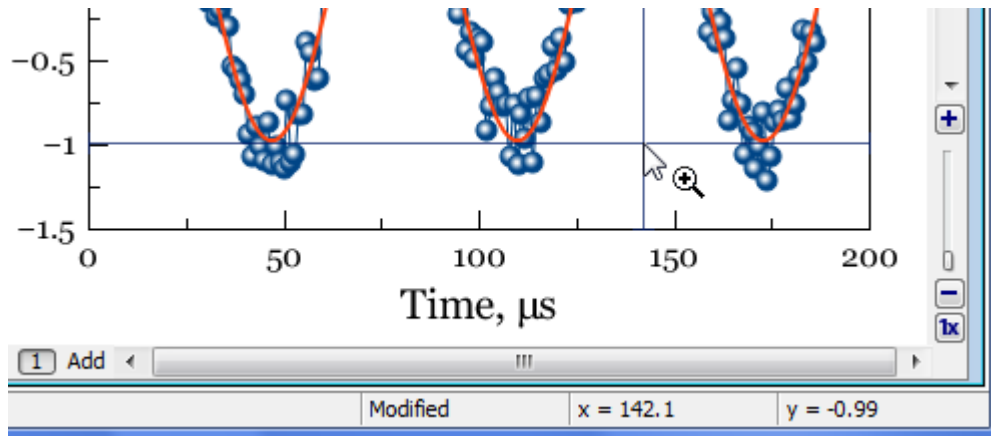 −0.5
−1
−1.5
0 50 100 150 200
Time, µs
1x
1 Add
Modified x = 142.1 y = -0.99